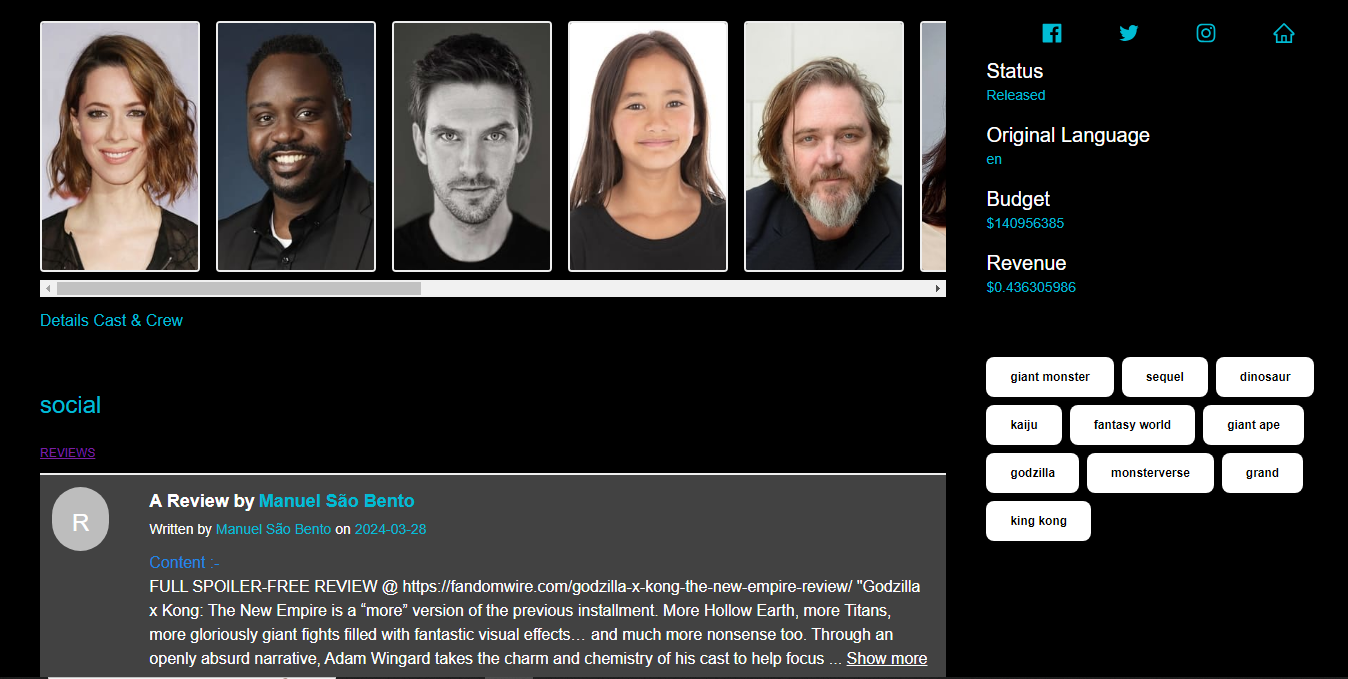 Details Cast & Crew
social
REVIEWS
R
A Review by Manuel São Bento
Written by Manuel São Bento on 2024-03-28
Content :-
FULL SPOILER-FREE REVIEW @ https://fandomwire.com/godzilla-x-kong-the-new-empire-review/ "Godzilla
x Kong: The New Empire is a “more” version of the previous installment. More Hollow Earth, more Titans,
more gloriously giant fights filled with fantastic visual effects… and much more nonsense too. Through an
openly absurd narrative, Adam Wingard takes the charm and chemistry of his cast to help focus ... Show more
Status
Released
Original Language
en
Budget
$140956385
Revenue
$0.436305986
giant monster sequel dinosaur
kaiju fantasy world giant ape
godzilla monsterverse grand
king kong